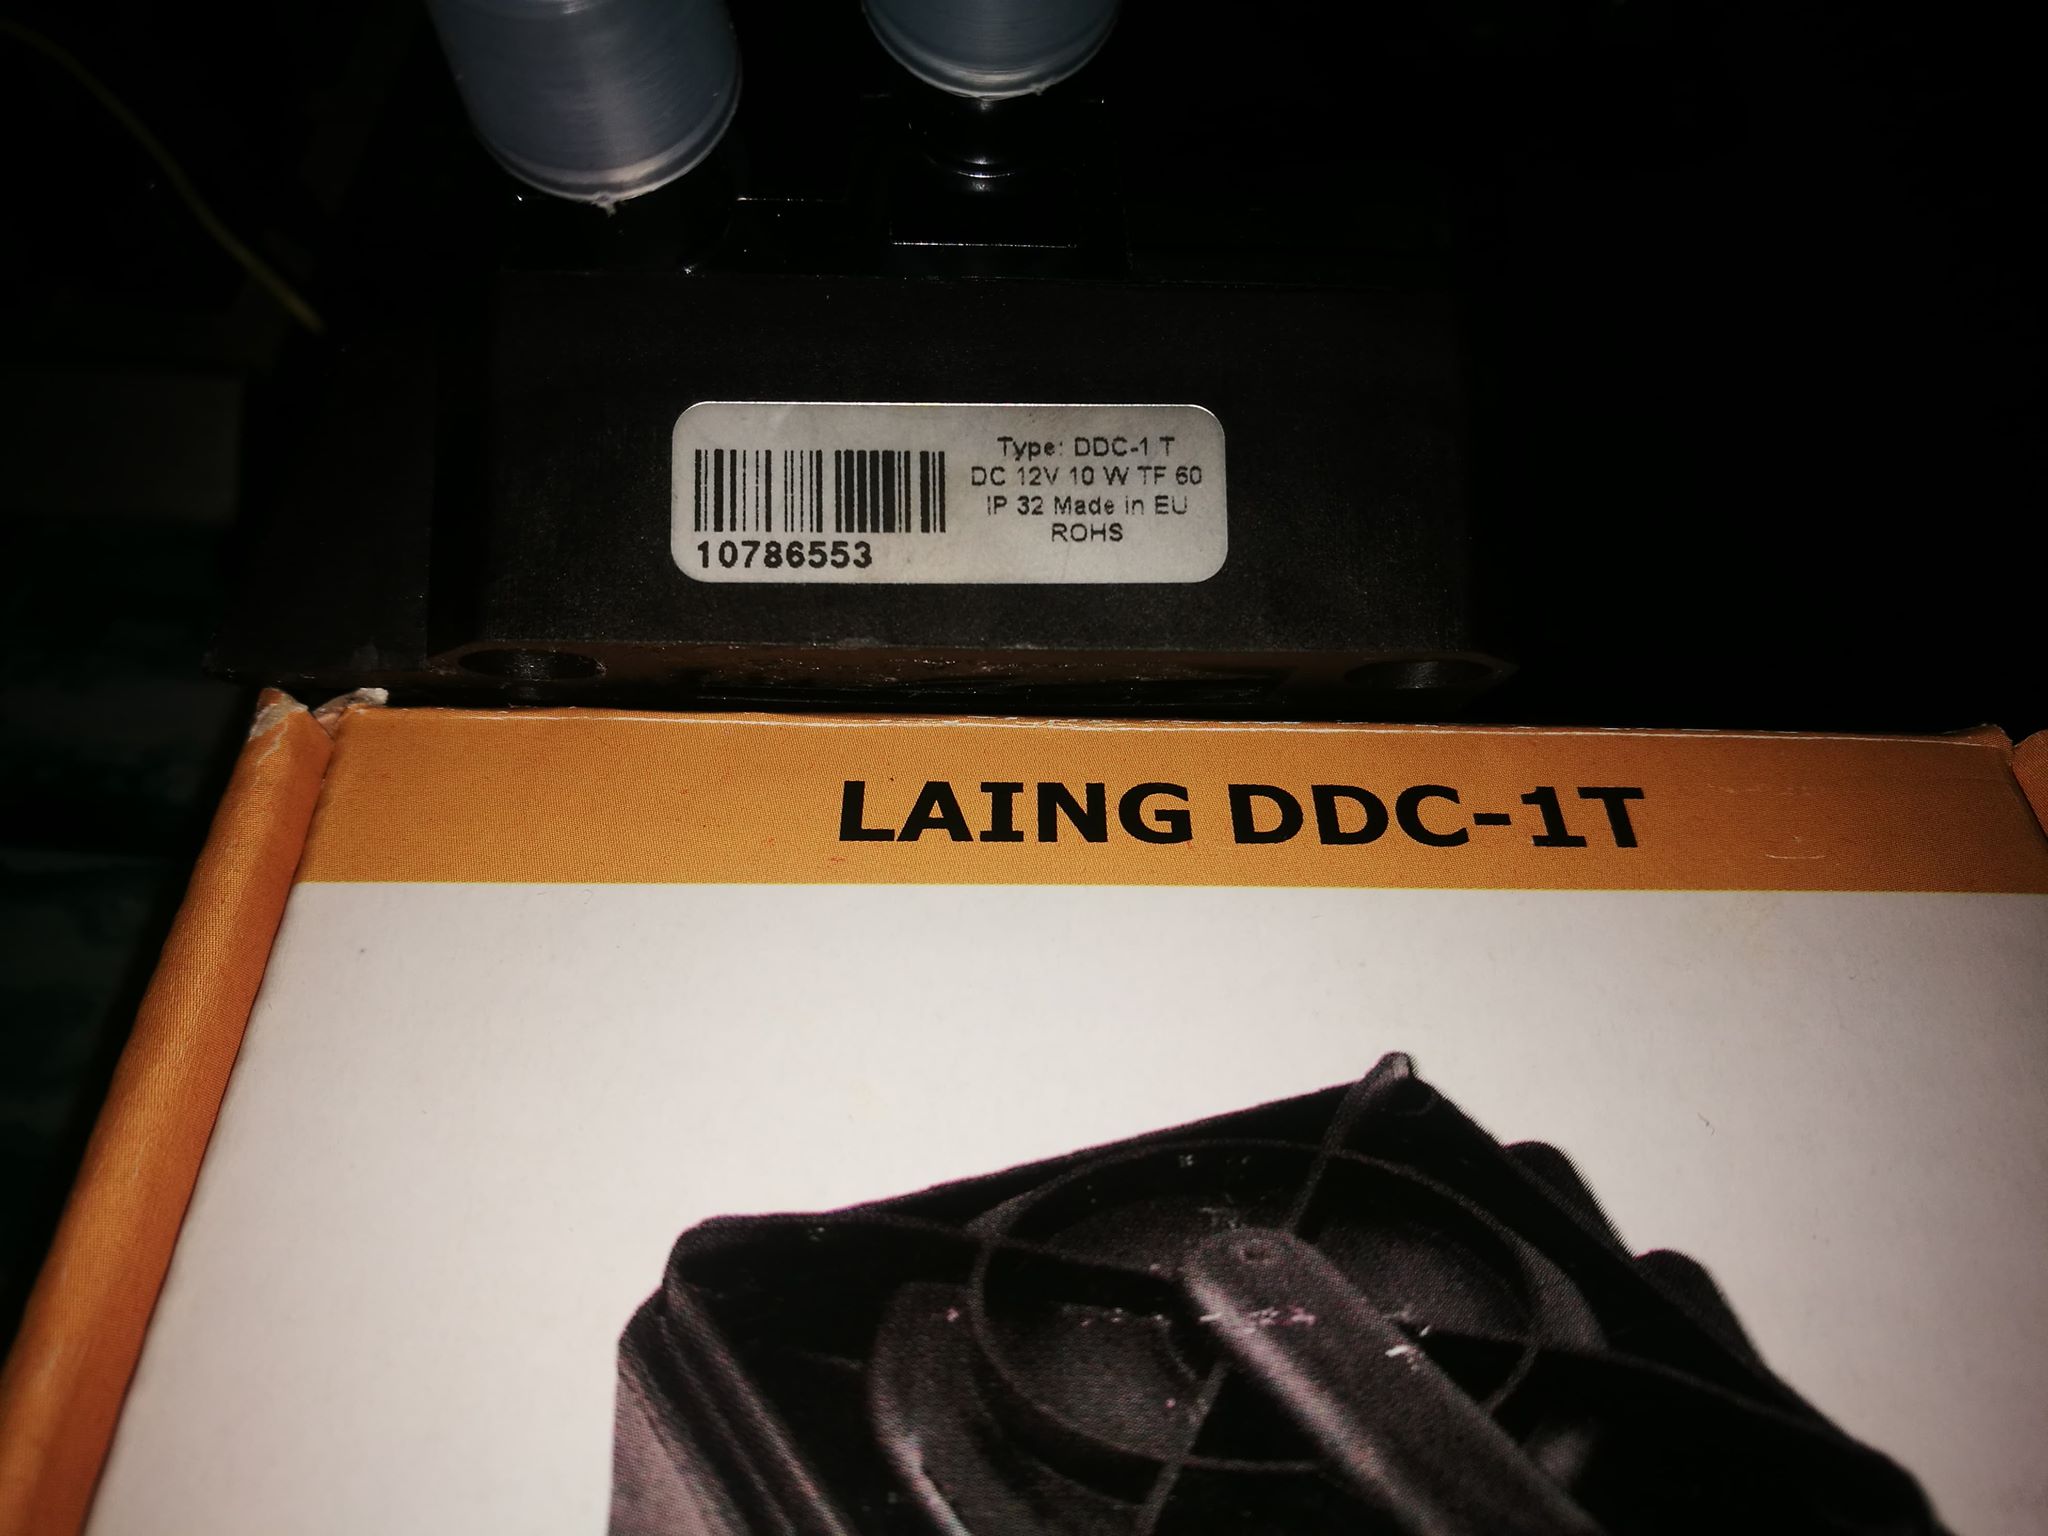 Type: DDC-1 T
DC 12V 10 W TF 60
IP 32 Made in EU
ROHS
10786553
LAING DDC-1T